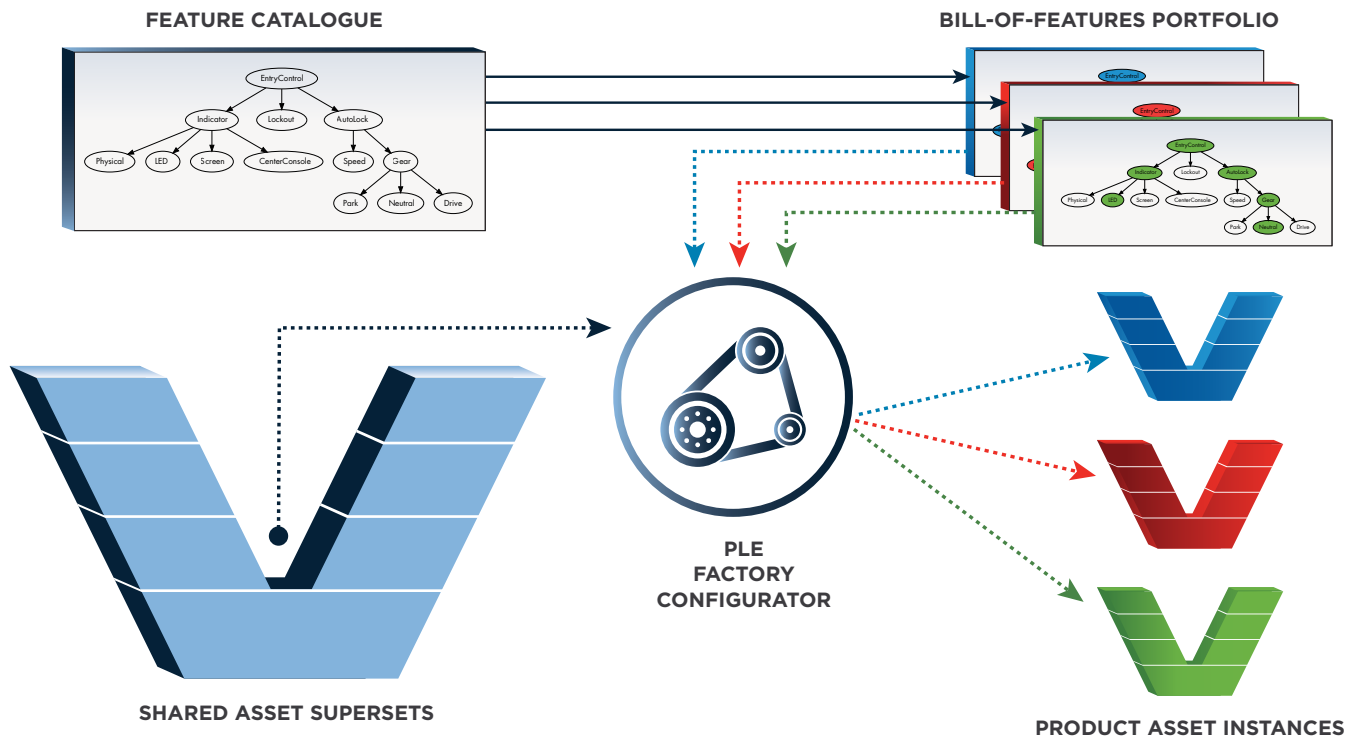 FEATURE CATALOGUE
BILL-OF-FEATURES PORTFOLIO
EntryControl
Indicator
Lockout
AutoLock
Physical
LED
Screen
CenterConsole
Speed
Gear
Park
Neutral
Drive
EntryControl
EntryControl
EntryControl
Indicator
Lockout
AutoLock
Physical
LED
Screen
CenterConsole
Speed
Gear
Park
Neutral
Drive
PLE
FACTORY
CONFIGURATOR
SHARED ASSET SUPERSETS
PRODUCT ASSET INSTANCES